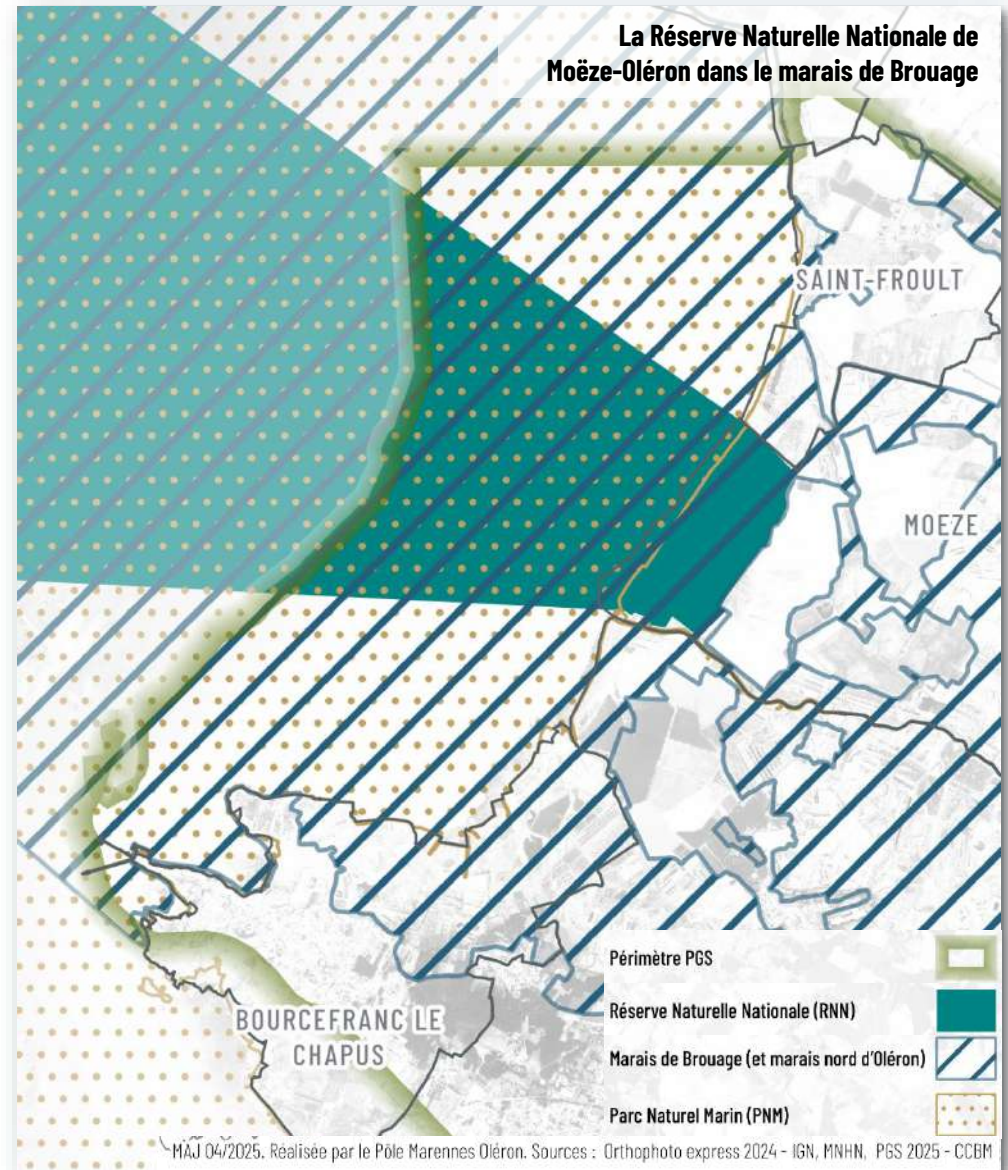 La Réserve Naturelle Nationale de
Moëze-Oléron dans le marais de Brouage
SAINT-FROULT
MOEZE
BOURCEFRANC LE
CHAPUS
Périmètre PGS
Réserve Naturelle Nationale (RNN)
Marais de Brouage (et marais nord d'Oléron)
Parc Naturel Marin (PNM)
MÀJ 04/2025. Réalisée par le Pôle Marennes Oléron. Sources : Orthophoto express 2024 - IGN, MNHN, PGS 2025 - CCBM